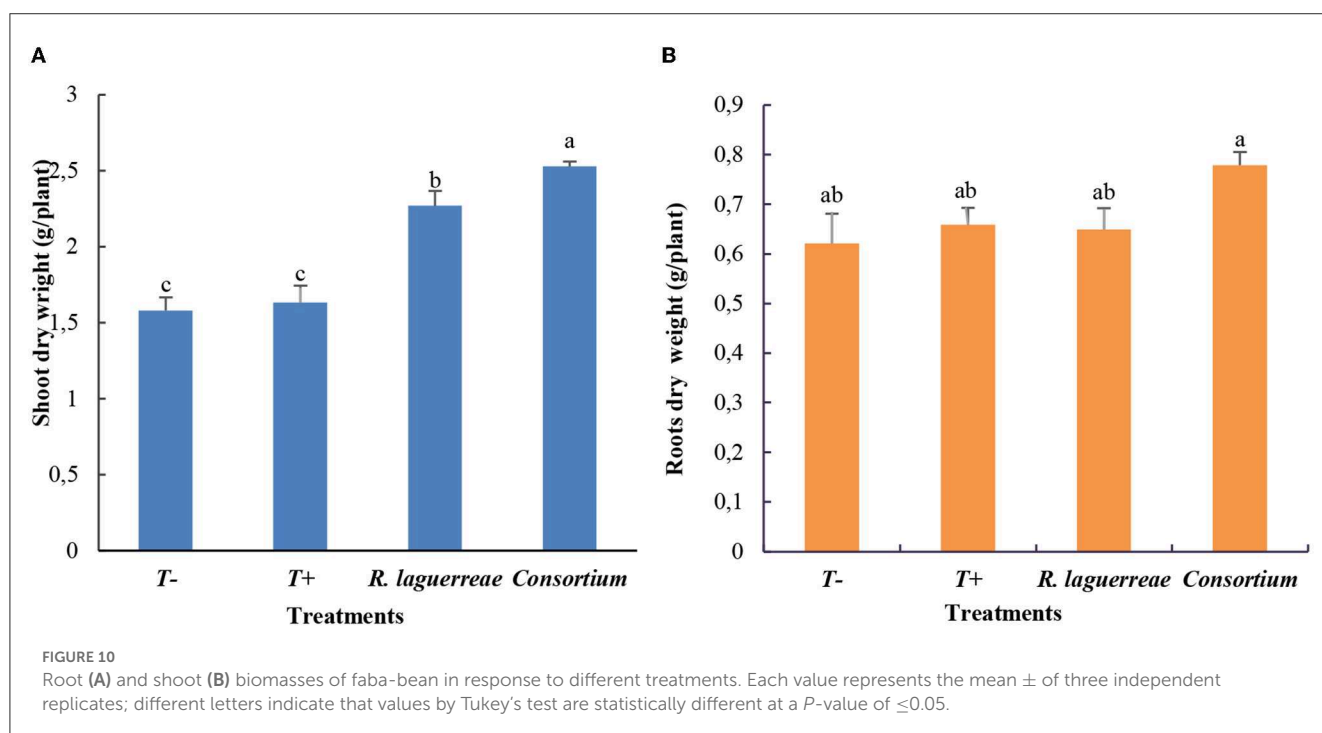 A
3
2,5
2
1,5
1
0,5
0
Shoot dry wright (g/plant)
c
c
b
a
T-
T+
R. laguerreae
Consortium
Treatments
B
0,9
0,8
0,7
0,6
0,5
0,4
0,3
0,2
0,1
0
Roots dry weight (g/plant)
ab
ab
ab
a
T-
T+
R. laguerreae
Consortium
Treatments
FIGURE 10
Root (A) and shoot (B) biomasses of faba-bean in response to different treatments. Each value represents the mean ± of three independent
replicates; different letters indicate that values by Tukey's test are statistically different at a P-value of ≤0.05.